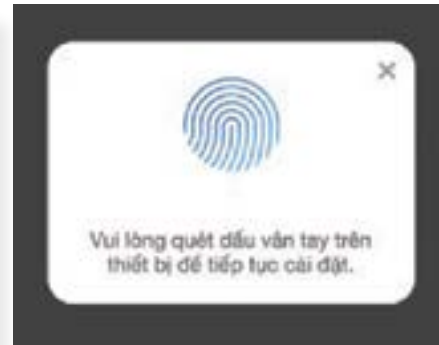 Vui lòng quét dấu vân tay trên
thiết bị để tiếp tục cài đặt.